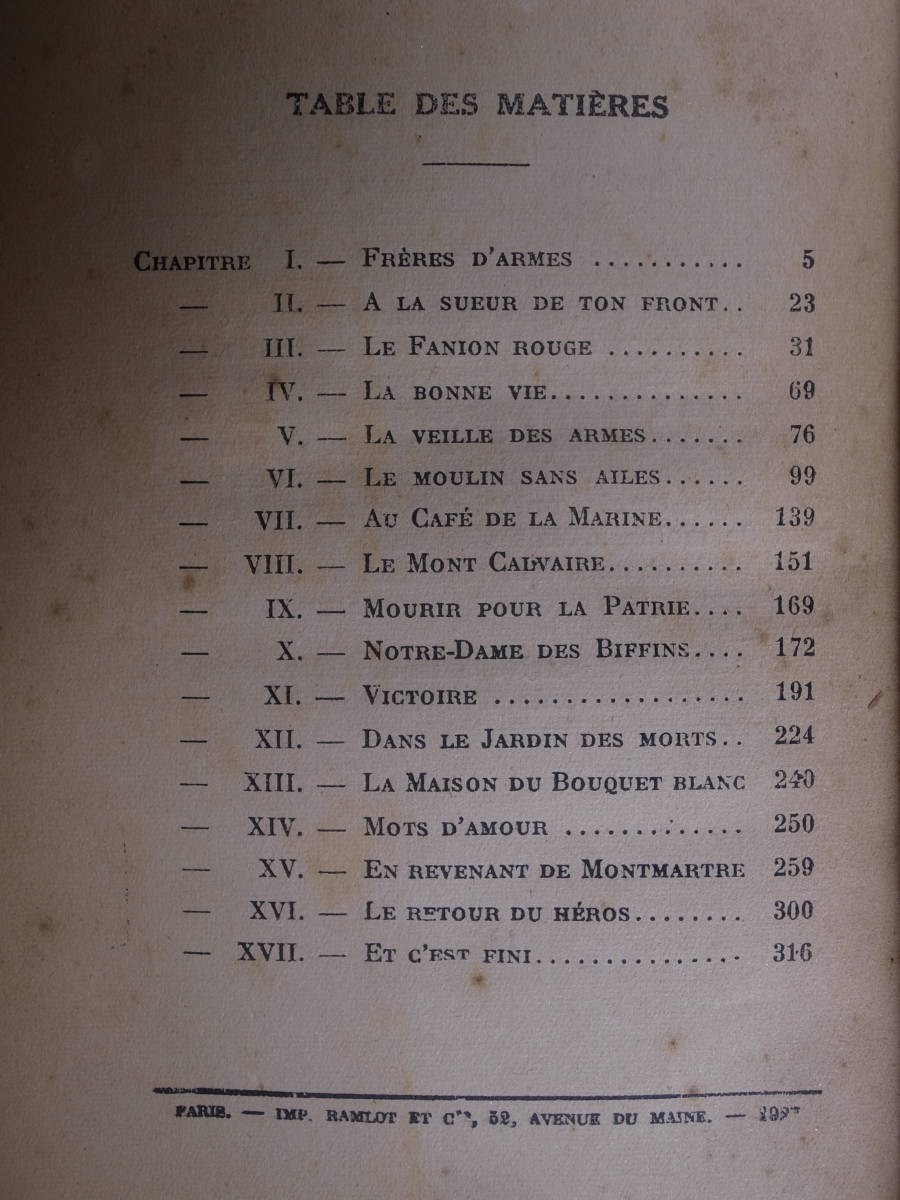 TABLE DES MATIÈRES
CHAPITRE I. — FRÈRES D'ARMES ........... 5
— II. — A LA SUEUR DE TON FRONT.. 23
— III. — LE FANION ROUGE .......... 31
— IV. — LA BONNE VIE.............. 69
— V. — LA VEILLE DES ARMES....... 76
— VI. — LE MOULIN SANS AILES...... 99
— VII. — AU CAFÉ DE LA MARINE...... 139
— VIII. — LE MONT CALVAIRE.......... 151
— IX. — MOURIR POUR LA PATRIE.... 169
— X. — NOTRE-DAME DES BIFFINS.... 172
— XI. — VICTOIRE ................... 191
— XII. — DANS LE JARDIN DES MORTS.. 224
— XIII. — LA MAISON DU BOUQUET BLANC 240
— XIV. — MOTS D'AMOUR ............. 250
— XV. — EN REVENANT DE MONTMARTRE 259
— XVI. — LE RETOUR DU HÉROS........ 300
— XVII. — ET C'EST FINI................ 316
PARIS. — IMP. RAMLOT ET Cie, 52, AVENUE DU MAINE. —